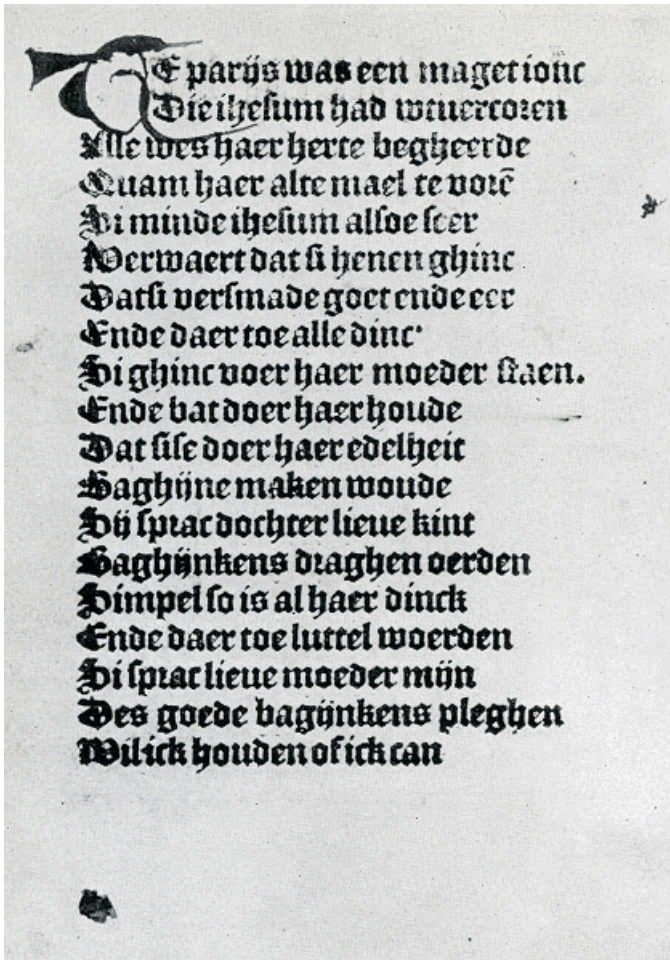 TE parijs was een maget ionc
Die ihesum had wtuercoren
Alle wes haer herte begheerde
Quam haer alte mael te vorē
Si minde ihesum alsoe seer
Werwaert dat si henen ghinc
Datsi versmade goet ende eer
Ende daer toe alle dinc
Si ghinc voer haer moeder staen.
Ende bat doer haer houde
Dat sise doer haer edelheit
Baghijne maken woude
Sij sprac dochter lieue kint
Baghijnkens draghen oerden
Simpel so is al haer dinck
Ende daer toe luttel woerden
Si sprac lieue moeder mijn
Des goede bagijnkens pleghen
Wilick houden of ick can